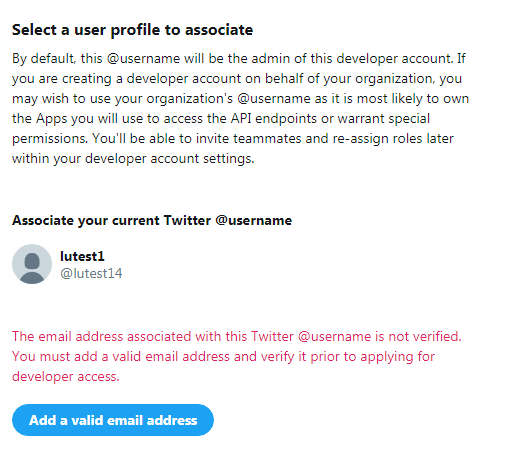 Select a user profile to associate
By default, this @username will be the admin of this developer account. If
you are creating a developer account on behalf of your organization, you
may wish to use your organization's @username as it is most likely to own
the Apps you will use to access the API endpoints or warrant special
permissions. You'll be able to invite teammates and re-assign roles later
within your developer account settings.
Associate your current Twitter @username
lutest1
@lutest14
The email address associated with this Twitter @username is not verified.
You must add a valid email address and verify it prior to applying for
developer access.
Add a valid email address